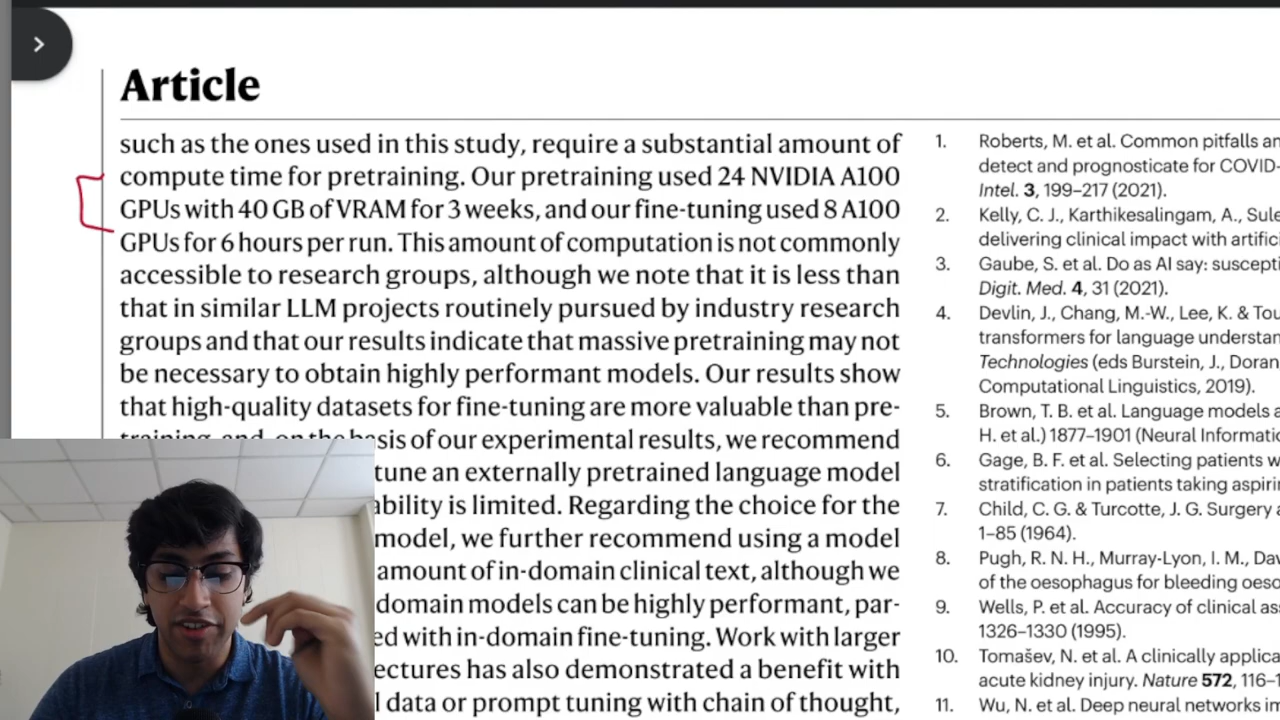 Article
such as the ones used in this study, require a substantial amount of
compute time for pretraining. Our pretraining used 24 NVIDIA A100
GPUs with 40 GB of VRAM for 3 weeks, and our fine-tuning used 8 A100
GPUs for 6 hours per run. This amount of computation is not commonly
accessible to research groups, although we note that it is less than
that in similar LLM projects routinely pursued by industry research
groups and that our results indicate that massive pretraining may not
be necessary to obtain highly performant models. Our results show
that high-quality datasets for fine-tuning are more valuable than pre-
training, and, on the basis of our experimental results, we recommend
tune an externally pretrained language model
ability is limited. Regarding the choice for the
model, we further recommend using a model
amount of in-domain clinical text, although we
domain models can be highly performant, par-
ed with in-domain fine-tuning. Work with larger
ectures has also demonstrated a benefit with
data or prompt tuning with chain of thought,
1. Roberts, M. et al. Common pitfalls an
detect and prognosticate for COVID-
Intel. 3, 199–217 (2021).
2. Kelly, C. J., Karthikesalingam, A., Sule
delivering clinical impact with artific
3. Gaube, S. et al. Do as AI say: suscepti
Digit. Med. 4, 31 (2021).
4. Devlin, J., Chang, M.-W., Lee, K. & Tou
transformers for language understan
Technologies (eds Burstein, J., Doran
Computational Linguistics, 2019).
5. Brown, T. B. et al. Language models a
H. et al.) 1877–1901 (Neural Informatio
6. Gage, B. F. et al. Selecting patients w
stratification in patients taking aspirin
7. Child, C. G. & Turcotte, J. G. Surgery a
1–85 (1964).
8. Pugh, R. N. H., Murray-Lyon, I. M., Daw
of the oesophagus for bleeding oeso
9. Wells, P. et al. Accuracy of clinical ass
1326–1330 (1995).
10. Tomašev, N. et al. A clinically applica
acute kidney injury. Nature 572, 116–1
11. Wu, N. et al. Deep neural networks im